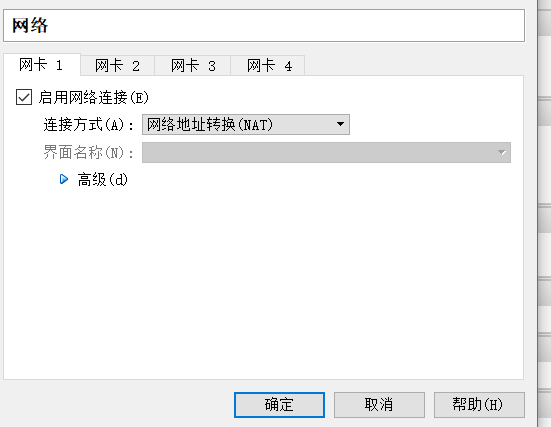 网络
网卡 1 网卡 2 网卡 3 网卡 4
启用网络连接(E)
连接方式(A): 网络地址转换(NAT)
界面名称(N):
高级(d)
确定 取消 帮助(H)